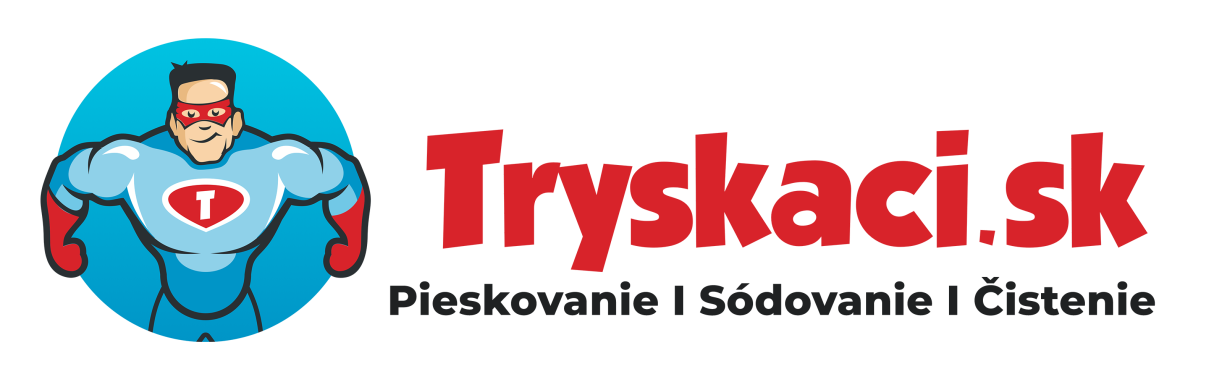 T
Tryskaci.sk
Pieskovanie I Sódovanie I Čistenie